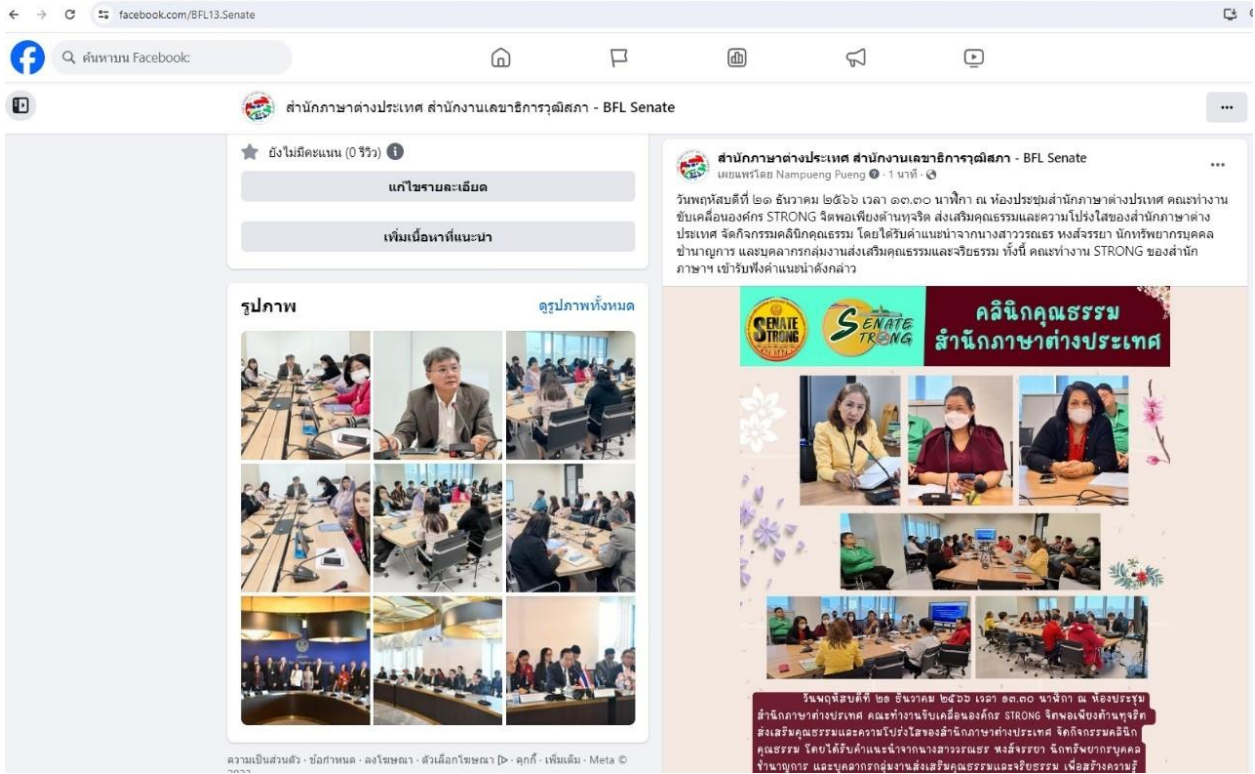 facebook.com/BFL13.Senate
ค้นหาบน Facebook
สำนักภาษาต่างประเทศ สำนักงานเลขาธิการวุฒิสภา - BFL Senate
ยังไม่มีคะแนน (0 รีวิว)
แก้ไขรายละเอียด
เพิ่มเนื้อหาที่แนะนำ
รูปภาพ
ดูรูปภาพทั้งหมด
ความเป็นส่วนตัว · ข้อกำหนด · ลงโฆษณา · ตัวเลือกโฆษณา · คุกกี้ · เพิ่มเติม · Meta ©
สำนักภาษาต่างประเทศ สำนักงานเลขาธิการวุฒิสภา - BFL Senate
เผยแพร่โดย Nampueng Pueng · 1 นาที ·
วันพฤหัสบดีที่ ๒๑ ธันวาคม ๒๕๖๖ เวลา ๑๓.๓๐ นาฬิกา ณ ห้องประชุมสำนักภาษาต่างประเทศ คณะทำงาน
ขับเคลื่อนองค์กร STRONG จิตพอเพียงต้านทุจริต ส่งเสริมคุณธรรมและความโปร่งใสของสำนักภาษาต่าง
ประเทศ จัดกิจกรรมคลินิกคุณธรรม โดยได้รับคำแนะนำจากนางสาววรณธร หงส์จรรยา นักทรัพยากรบุคคล
ชำนาญการ และบุคลากรกลุ่มงานส่งเสริมคุณธรรมและจริยธรรม ทั้งนี้ คณะทำงาน STRONG ของสำนัก
ภาษาฯ เข้ารับฟังคำแนะนำดังกล่าว
SENATE
STRONG
SENATE
STRONG
คลินิกคุณธรรม
สำนักภาษาต่างประเทศ
วันพฤหัสบดีที่ ๒๑ ธันวาคม ๒๕๖๖ เวลา ๑๓.๓๐ นาฬิกา ณ ห้องประชุม
สำนักภาษาต่างประเทศ คณะทำงานขับเคลื่อนองค์กร STRONG จิตพอเพียงต้านทุจริต
ส่งเสริมคุณธรรมและความโปร่งใสของสำนักภาษาต่างประเทศ จัดกิจกรรมคลินิก
คุณธรรม โดยได้รับคำแนะนำจากนางสาววรณธร หงส์จรรยา นักทรัพยากรบุคคล
ชำนาญการ และบุคลากรกลุ่มงานส่งเสริมคุณธรรมและจริยธรรม เพื่อสร้างความรู้